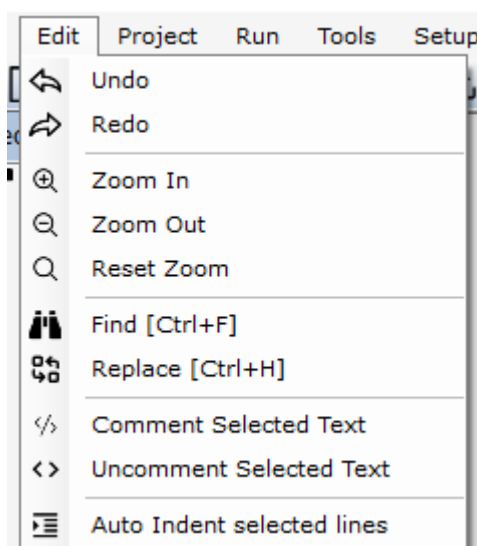 Edit Project Run Tools Setup
Undo
Redo
Zoom In
Zoom Out
Reset Zoom
Find [Ctrl+F]
Replace [Ctrl+H]
Comment Selected Text
Uncomment Selected Text
Auto Indent selected lines